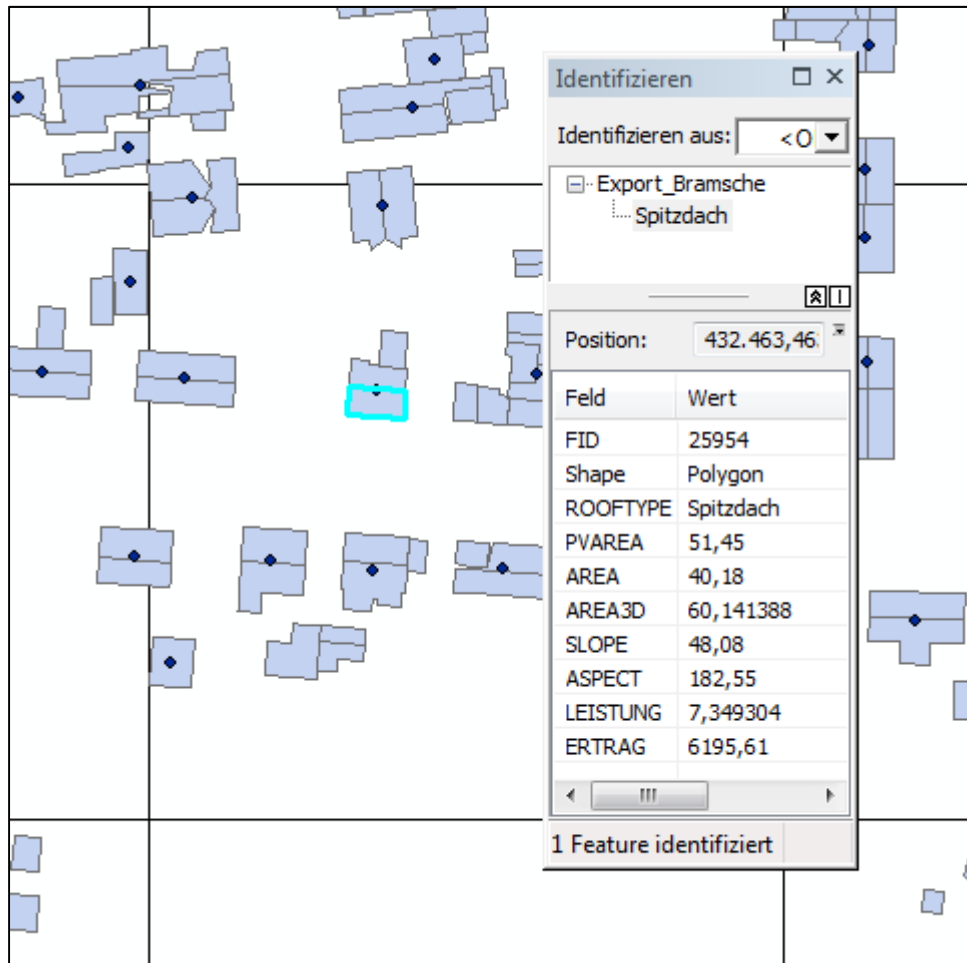 Identifizieren
Identifizieren aus: <O
Export_Bramsche
Spitzdach
Position: 432.463,46
Feld Wert
FID 25954
Shape Polygon
ROOFTYPE Spitzdach
PVAREA 51,45
AREA 40,18
AREA3D 60,141388
SLOPE 48,08
ASPECT 182,55
LEISTUNG 7,349304
ERTRAG 6195,61
1 Feature identifiziert